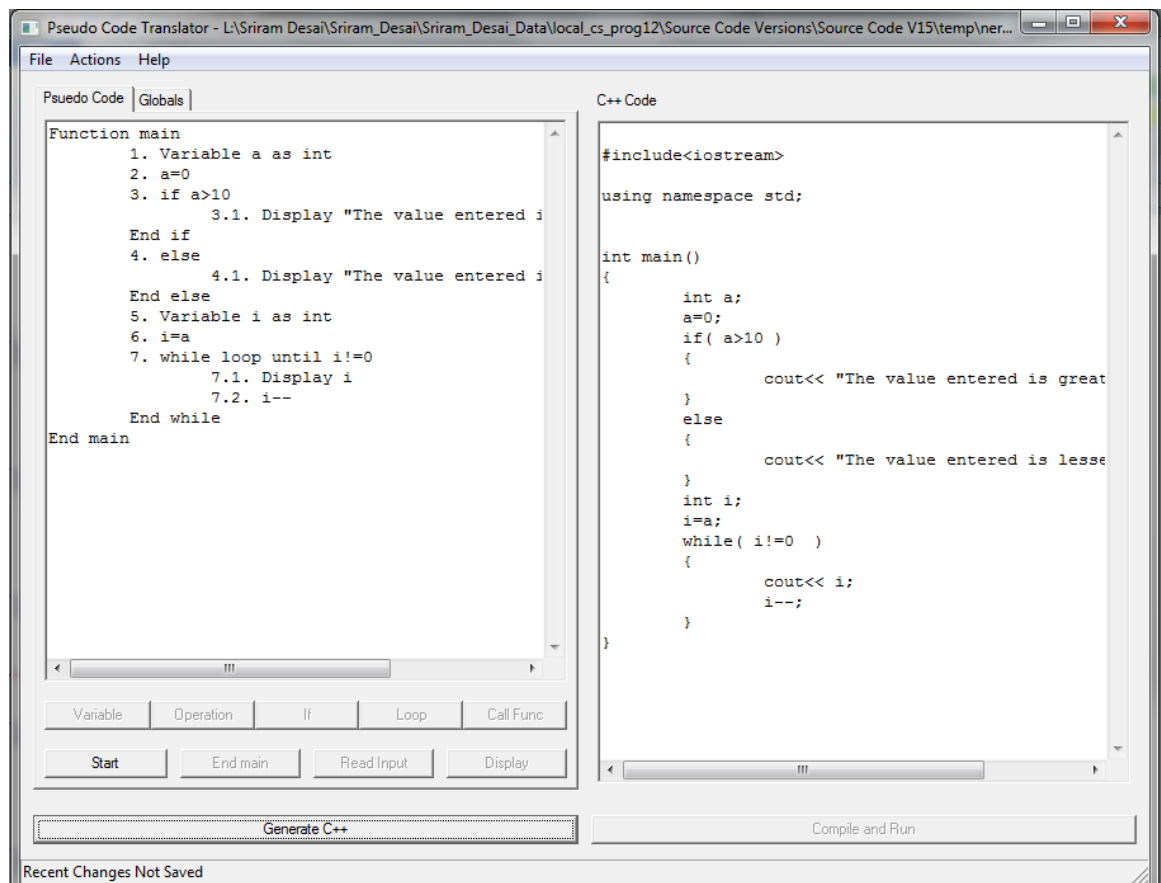 Pseudo Code Translator - L:\Sriram Desai\Sriram_Desai\Sriram_Desai_Data\local_cs_prog12\Source Code Versions\Source Code V15\temp\ner...
File Actions Help
Psuedo Code Globals
Function main
1. Variable a as int
2. a=0
3. if a>10
3.1. Display "The value entered i
End if
4. else
4.1. Display "The value entered i
End else
5. Variable i as int
6. i=a
7. while loop until i!=0
7.1. Display i
7.2. i--
End while
End main
Variable Operation If Loop Call Func
Start End main Read Input Display
Generate C++
C++ Code
#include<iostream>
using namespace std;
int main()
{
int a;
a=0;
if( a>10 )
{
cout<< "The value entered is great
}
else
{
cout<< "The value entered is lesse
}
int i;
i=a;
while( i!=0  )
{
cout<< i;
i--;
}
}
Compile and Run
Recent Changes Not Saved